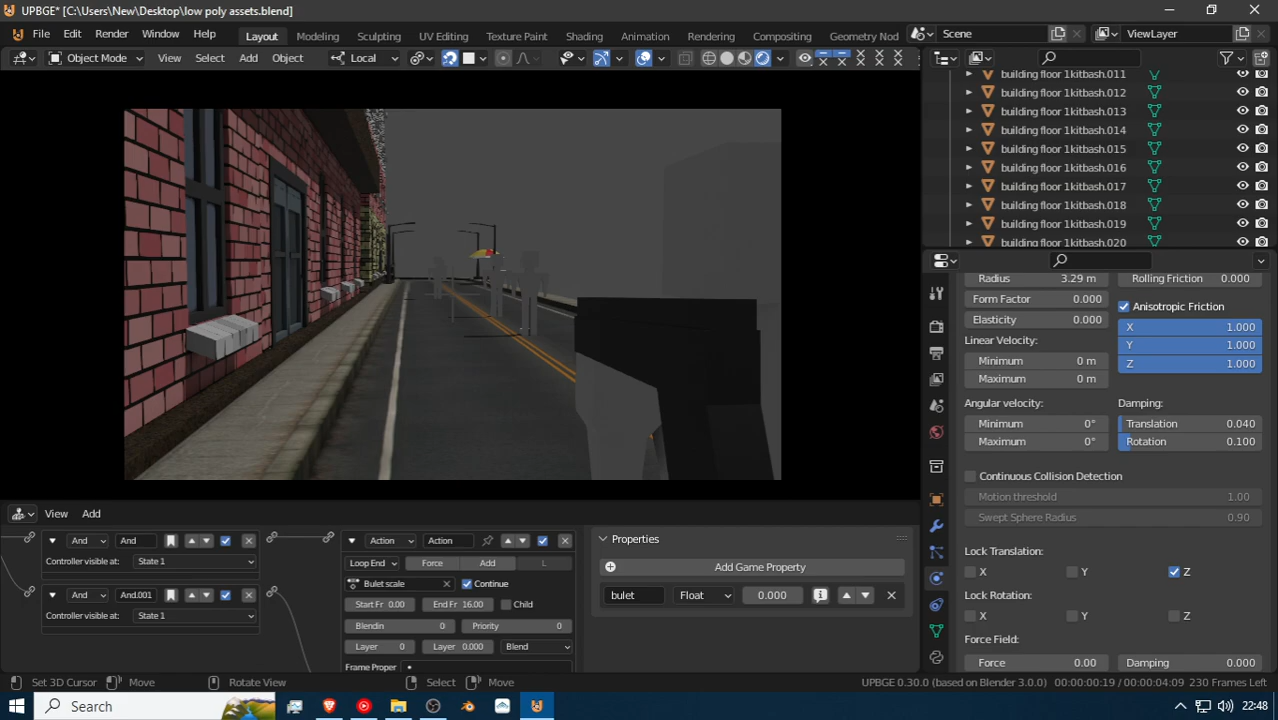 UPBGE* [C:\Users\New\Desktop\low poly assets.blend]
File Edit Render Window Help Layout Modeling Sculpting UV Editing Texture Paint Shading Animation Rendering Compositing Geometry Nod Scene ViewLayer
Object Mode View Select Add Object Local
building floor 1kitbash.011
building floor 1kitbash.012
building floor 1kitbash.013
building floor 1kitbash.014
building floor 1kitbash.015
building floor 1kitbash.016
building floor 1kitbash.017
building floor 1kitbash.018
building floor 1kitbash.019
building floor 1kitbash.020
Radius 3.29 m Rolling Friction 0.000
Form Factor 0.000 Anisotropic Friction
Elasticity 0.000 X 1.000
Linear Velocity: Y 1.000
Minimum 0 m Z 1.000
Maximum 0 m
Angular velocity: Damping:
Minimum 0° Translation 0.040
Maximum 0° Rotation 0.100
Continuous Collision Detection
Motion threshold 1.00
Swept Sphere Radius 0.90
Lock Translation:
X Y Z
Lock Rotation:
X Y Z
Force Field:
Force 0.00 Damping 0.000
View Add
And And
Controller visible at: State 1
And And.001
Controller visible at: State 1
Action Action
Loop End Force Add L
Bulet scale Continue
Start Fr 0.00 End Fr 16.00 Child
Blendin 0 Priority 0
Layer 0 Layer 0.000 Blend
Frame Proper
Properties
Add Game Property
bulet Float 0.000
Set 3D Cursor Move Rotate View Select Move UPBGE 0.30.0 (based on Blender 3.0.0) 00:00:00:19 / 00:00:04:09 230 Frames Left
Search 22:48